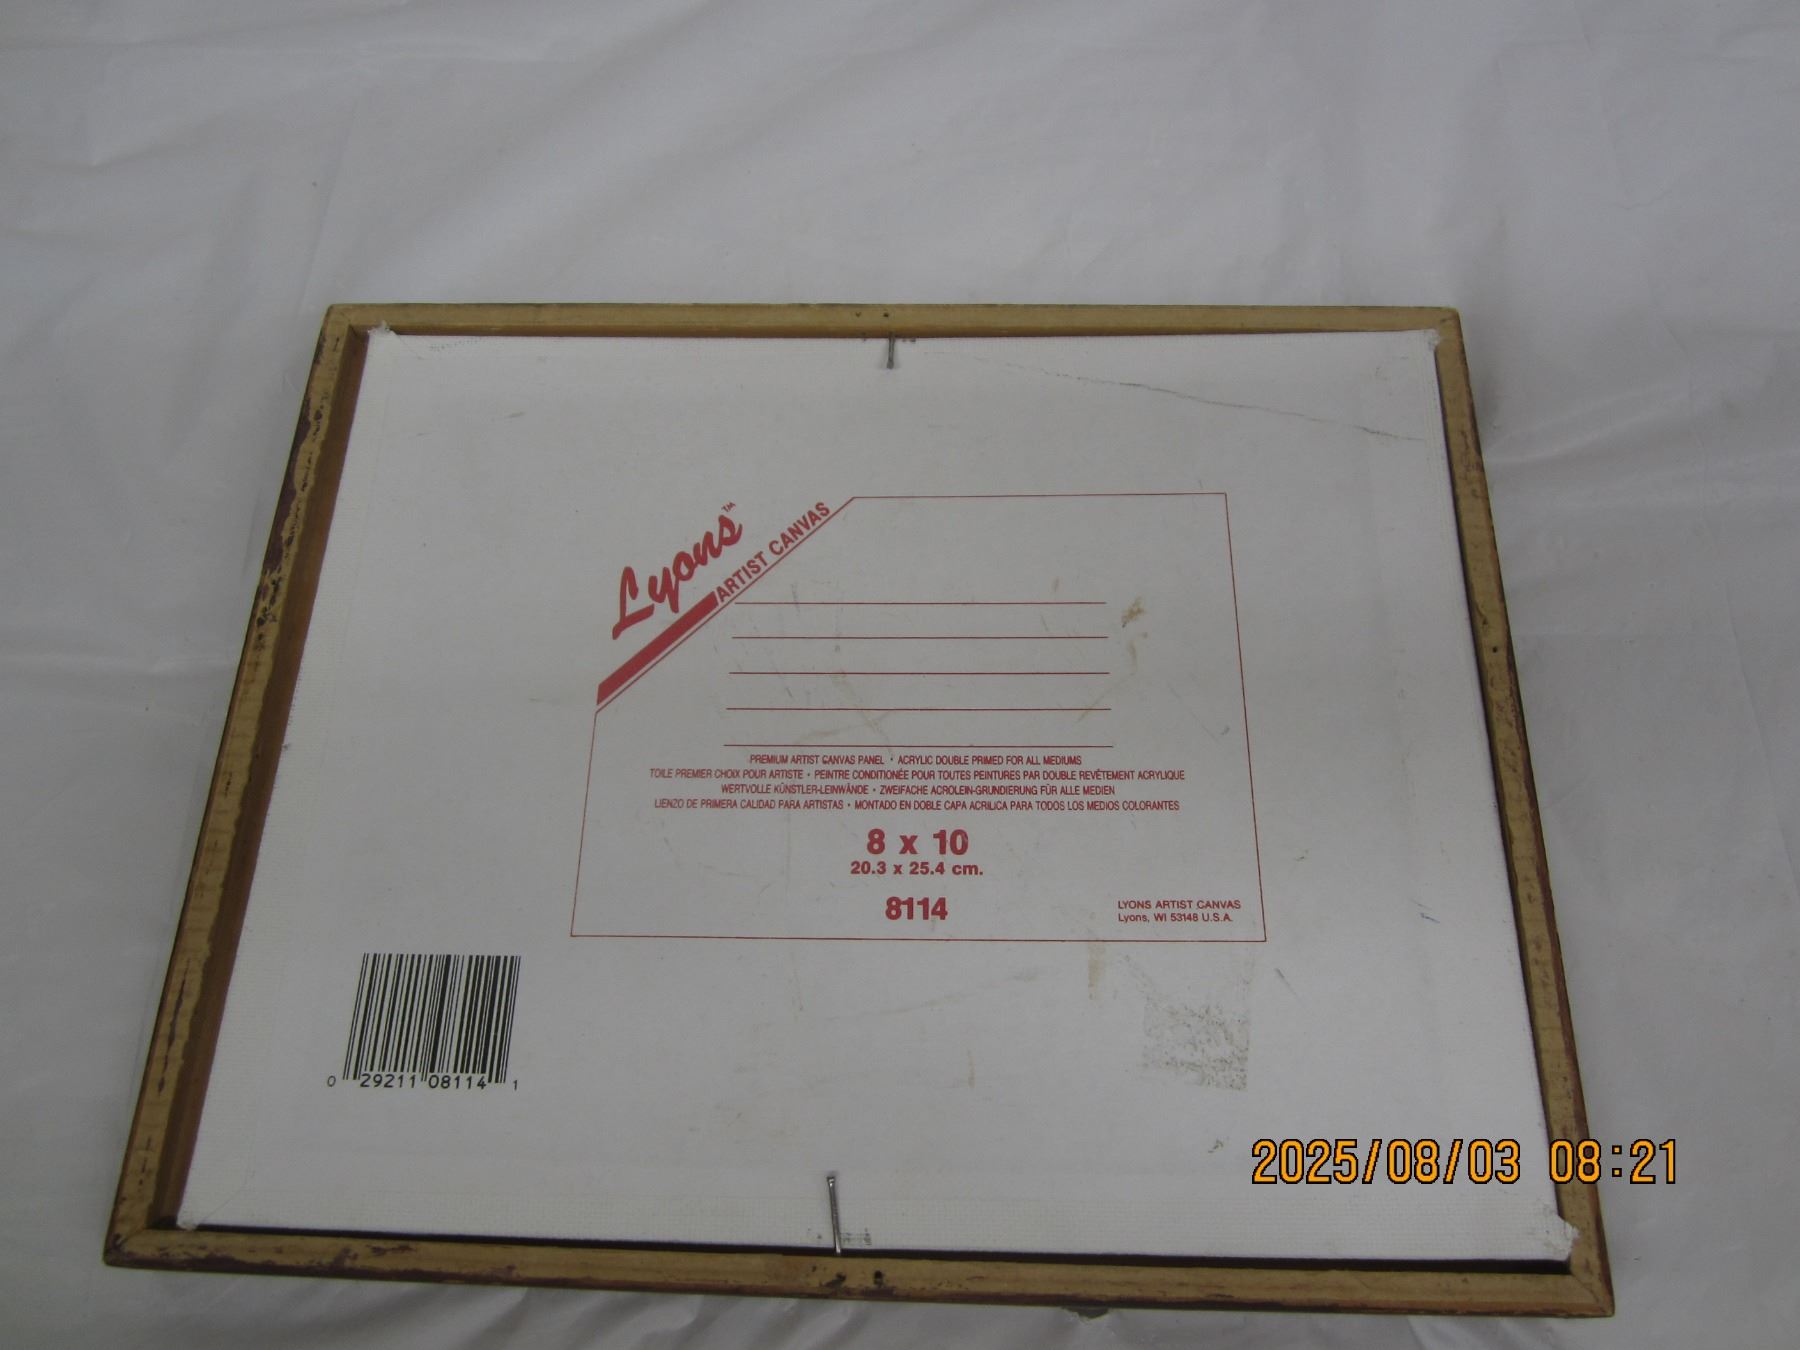 Lyons™
ARTIST CANVAS
PREMIUM ARTIST CANVAS PANEL • ACRYLIC DOUBLE PRIMED FOR ALL MEDIUMS
TOILE PREMIER CHOIX POUR ARTISTE • PEINTRE CONDITIONÉE POUR TOUTES PEINTURES PAR DOUBLE REVÊTEMENT ACRYLIQUE
WERTVOLLE KÜNSTLER-LEINWÄNDE • ZWEIFACHE ACROLEIN-GRUNDIERUNG FÜR ALLE MEDIEN
LIENZO DE PRIMERA CALIDAD PARA ARTISTAS • MONTADO EN DOBLE CAPA ACRILICA PARA TODOS LOS MEDIOS COLORANTES
8 x 10
20.3 x 25.4 cm.
8114
LYONS ARTIST CANVAS
Lyons, WI 53148 U.S.A.
0 29211 08114 1
2025/08/03 08:21